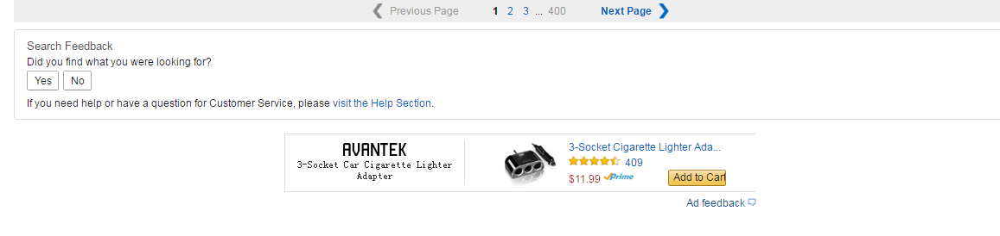 Previous Page 1 2 3 ... 400 Next Page
Search Feedback
Did you find what you were looking for?
Yes No
If you need help or have a question for Customer Service, please visit the Help Section.
AVANTEK
3-Socket Car Cigarette Lighter
Adapter
3-Socket Cigarette Lighter Ada...
409
$11.99 Prime
Add to Cart
Ad feedback